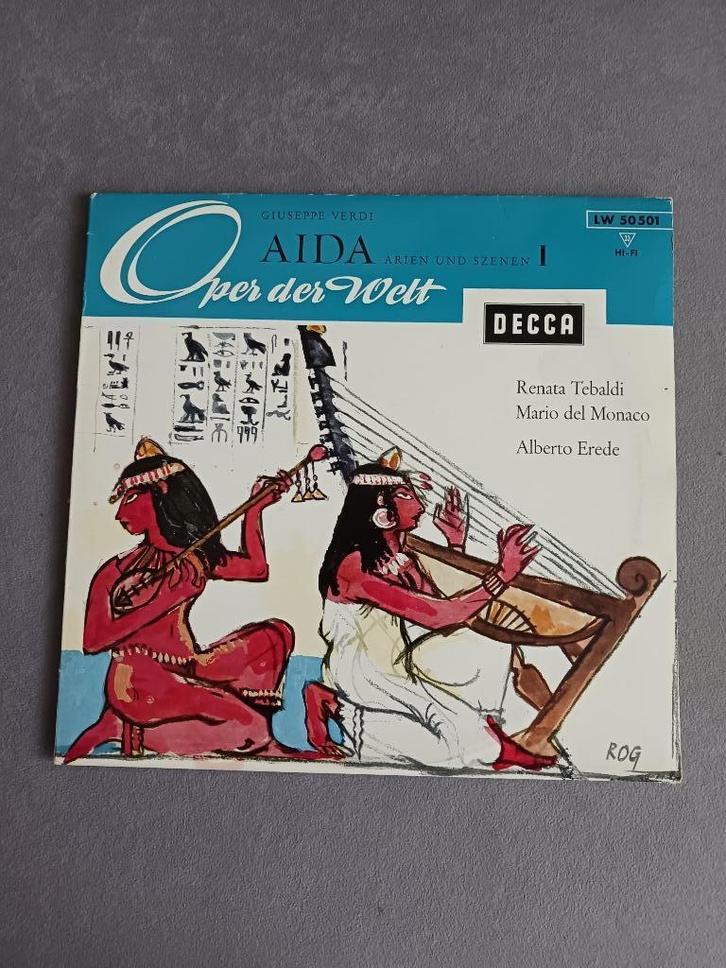 GIUSEPPE VERDI
AIDA ARIEN UND SZENEN I
Oper der Welt
LW 50501
33
HI-FI
DECCA
Renata Tebaldi
Mario del Monaco
Alberto Erede
ROG